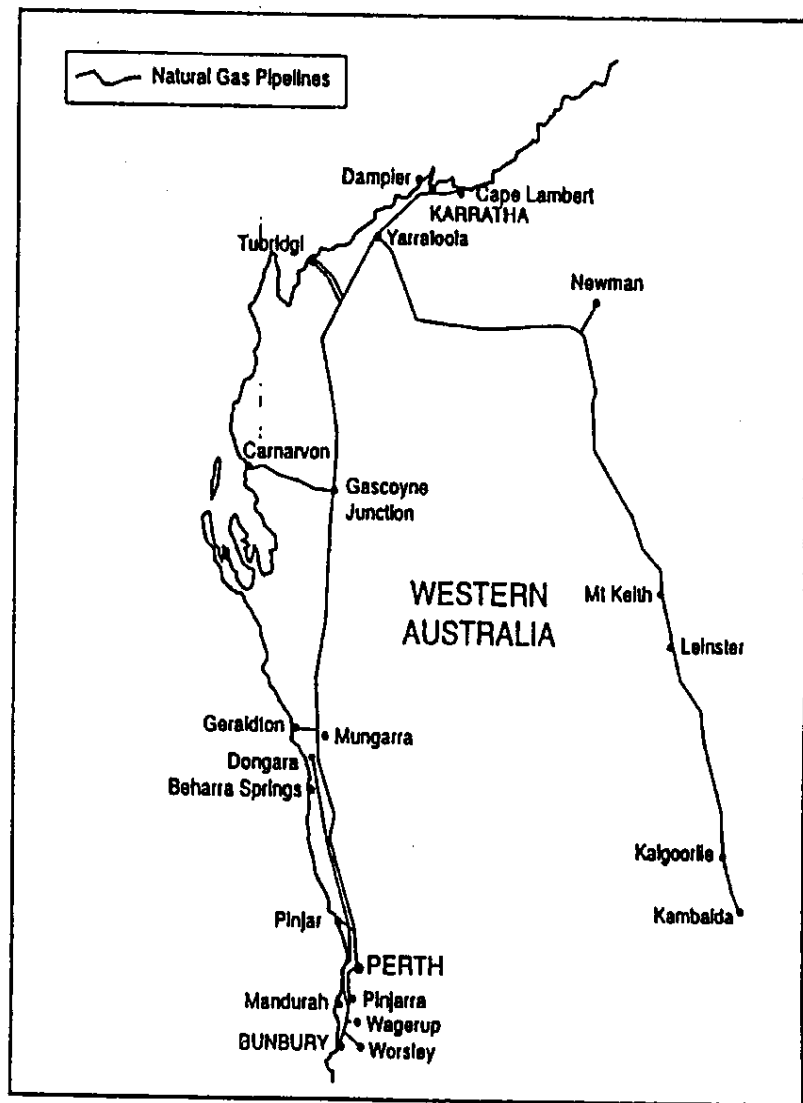 Natural Gas Pipelines
Dampier
Cape Lambert
KARRATHA
Yarraloola
Tubridgi
Newman
Carnarvon
Gascoyne
Junction
WESTERN
AUSTRALIA
Mt Keith
Leinster
Geraldton
Mungarra
Dongara
Beharra Springs
Kalgoorlie
Kambalda
Pinjar
PERTH
Mandurah
Pinjarra
Wagerup
BUNBURY
Worsley